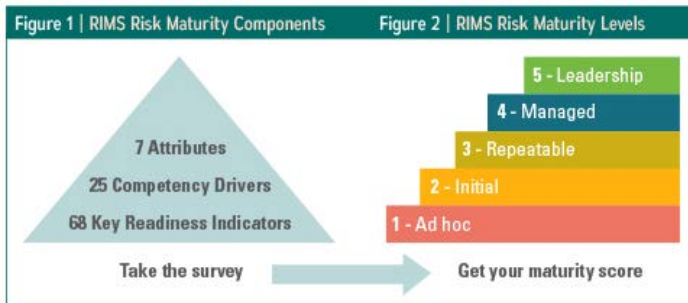 Figure 1 | RIMS Risk Maturity Components
7 Attributes
25 Competency Drivers
68 Key Readiness Indicators
Take the survey
Figure 2 | RIMS Risk Maturity Levels
5 - Leadership
4 - Managed
3 - Repeatable
2 - Initial
1 - Ad hoc
Get your maturity score